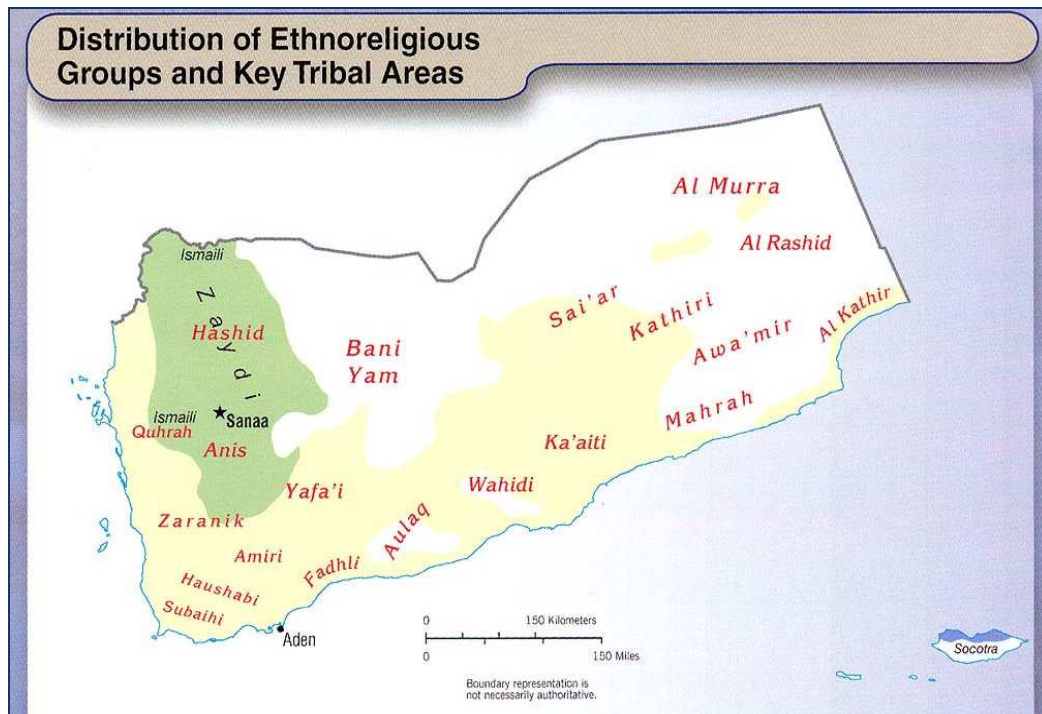 Distribution of Ethnoreligious
Groups and Key Tribal Areas
Al Murra
Al Rashid
Ismaili
Zaydi
Hashid
Sai'ar
Kathiri
Al Kathir
Awa'mir
Bani
Yam
Mahrah
Ismaili
Sanaa
Quhrah
Anis
Ka'aiti
Yafa'i
Wahidi
Zaranik
Aulaq
Amiri
Fadhli
Haushabi
Subaihi
Aden
0 150 Kilometers
0 150 Miles
Socotra
Boundary representation is
not necessarily authoritative.